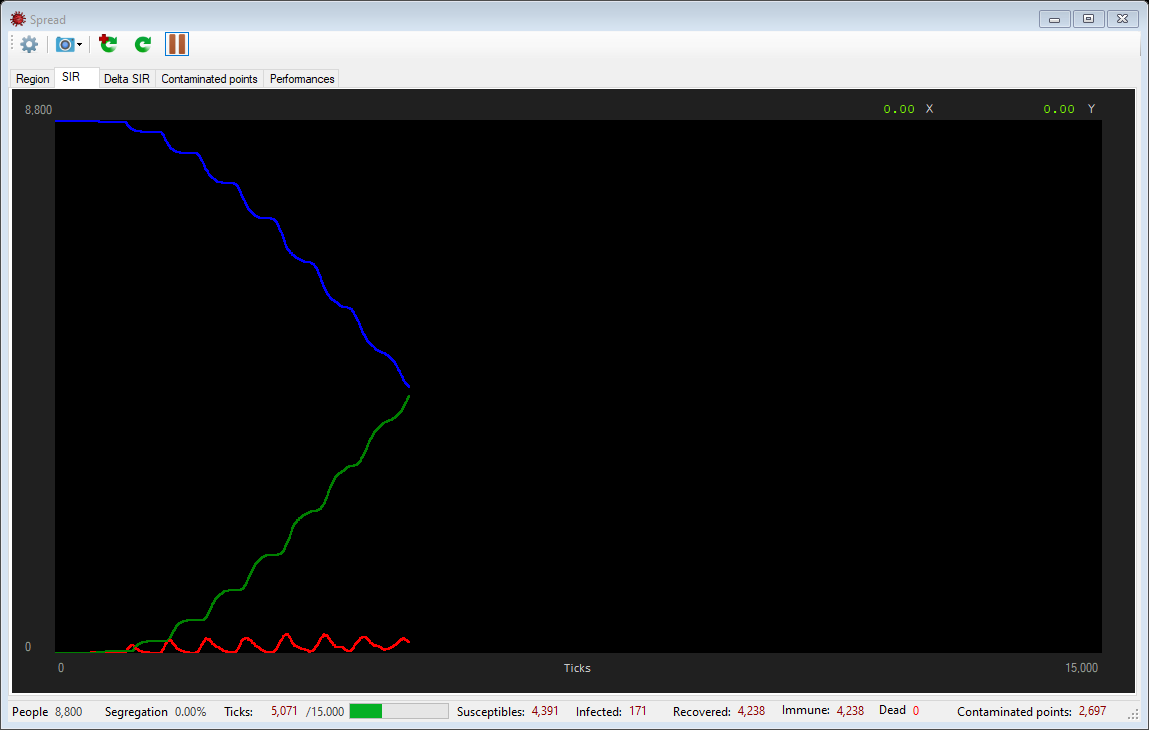 Spread
Region SIR Delta SIR Contaminated points Performances
8,800 0.00 X 0.00 Y
0
0 Ticks 15,000
People 8,800 Segregation 0.00% Ticks: 5,071 /15.000 Susceptibles: 4,391 Infected: 171 Recovered: 4,238 Immune: 4,238 Dead 0 Contaminated points: 2,697